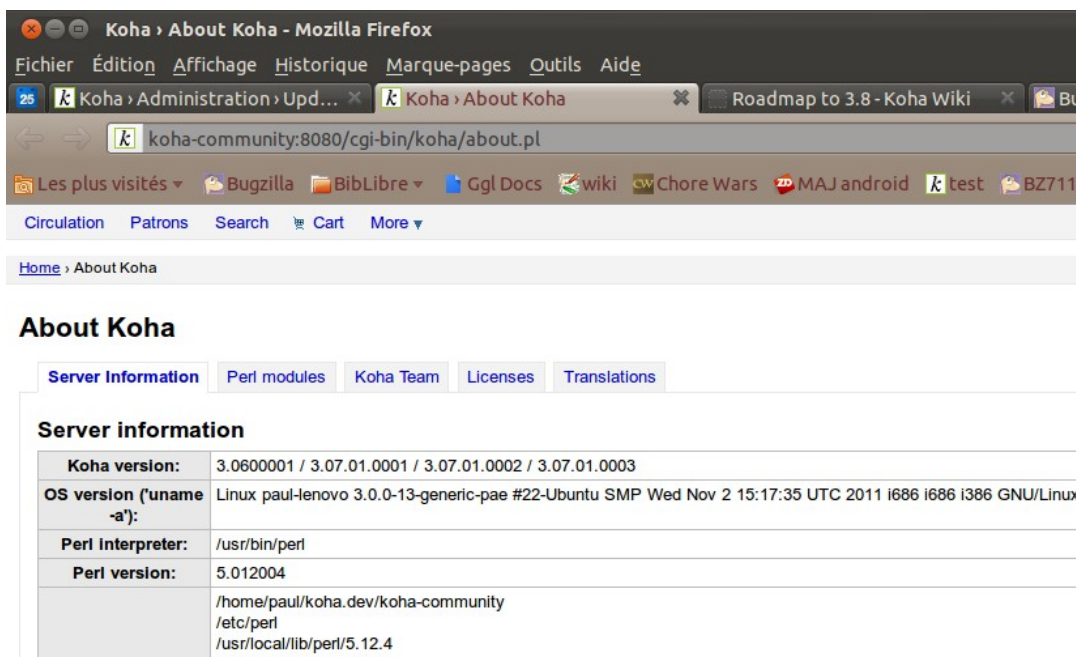 Koha › About Koha - Mozilla Firefox
Fichier Édition Affichage Historique Marque-pages Outils Aide
25 k Koha › Administration › Upd... k Koha › About Koha Roadmap to 3.8 - Koha Wiki Bu
k koha-community:8080/cgi-bin/koha/about.pl
Les plus visités Bugzilla BibLibre Ggl Docs wiki CW Chore Wars ZD MAJ android k test BZ711
Circulation Patrons Search Cart More
Home › About Koha
About Koha
Server Information Perl modules Koha Team Licenses Translations
Server information
Koha version: 3.0600001 / 3.07.01.0001 / 3.07.01.0002 / 3.07.01.0003
OS version ('uname Linux paul-lenovo 3.0.0-13-generic-pae #22-Ubuntu SMP Wed Nov 2 15:17:35 UTC 2011 i686 i686 i386 GNU/Linux
-a'):
Perl interpreter: /usr/bin/perl
Perl version: 5.012004
/home/paul/koha.dev/koha-community
/etc/perl
/usr/local/lib/perl/5.12.4